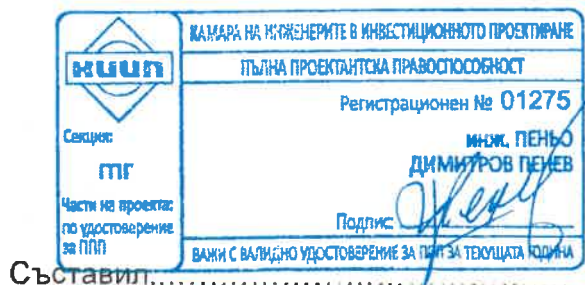 КАМАРА НА ИНЖЕНЕРИТЕ В ИНВЕСТИЦИОННОТО ПРОЕКТИРАНЕ
КИИП
ПЪЛНА ПРОЕКТАНТСКА ПРАВОСПОСОБНОСТ
Регистрационен № 01275
Секция:
ТГ
инж. ПЕНЬО
ДИМИТРОВ ПЕНЕВ
Части на проекта:
по удостоверение
за ППП
Подпис:
ВАЖИ С ВАЛИДНО УДОСТОВЕРЕНИЕ ЗА ППП ЗА ТЕКУЩАТА ГОДИНА
Съставил